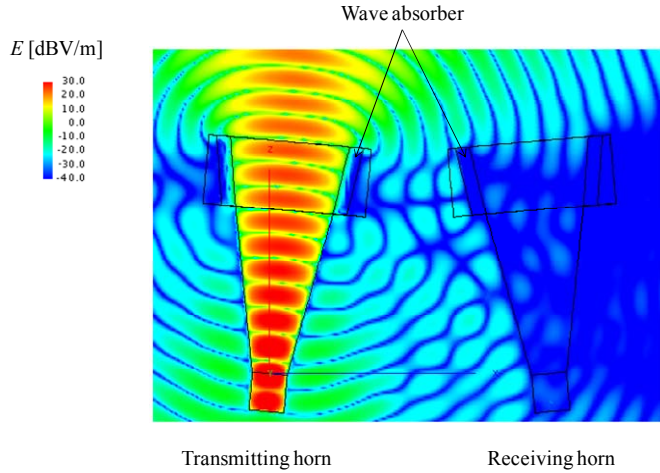 Wave absorber
E [dBV/m]
30.0
20.0
10.0
0.00
-10.0
-20.0
-30.0
-40.0
z
Y
x
Transmitting horn
Receiving horn